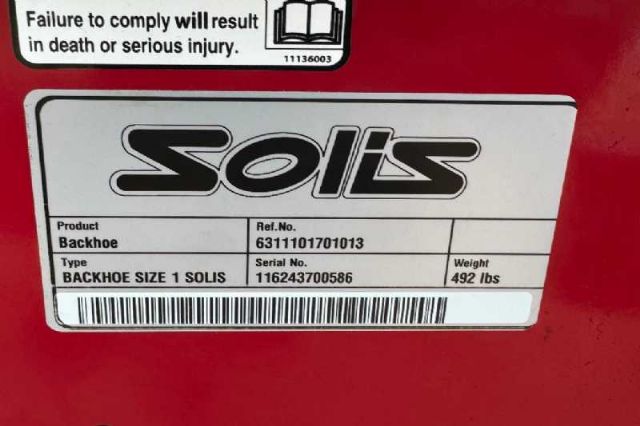 Failure to comply will result
in death or serious injury.
11136003
Solis
Product
Backhoe
Ref.No.
6311101701013
Type
BACKHOE SIZE 1 SOLIS
Serial No.
116243700586
Weight
492 lbs